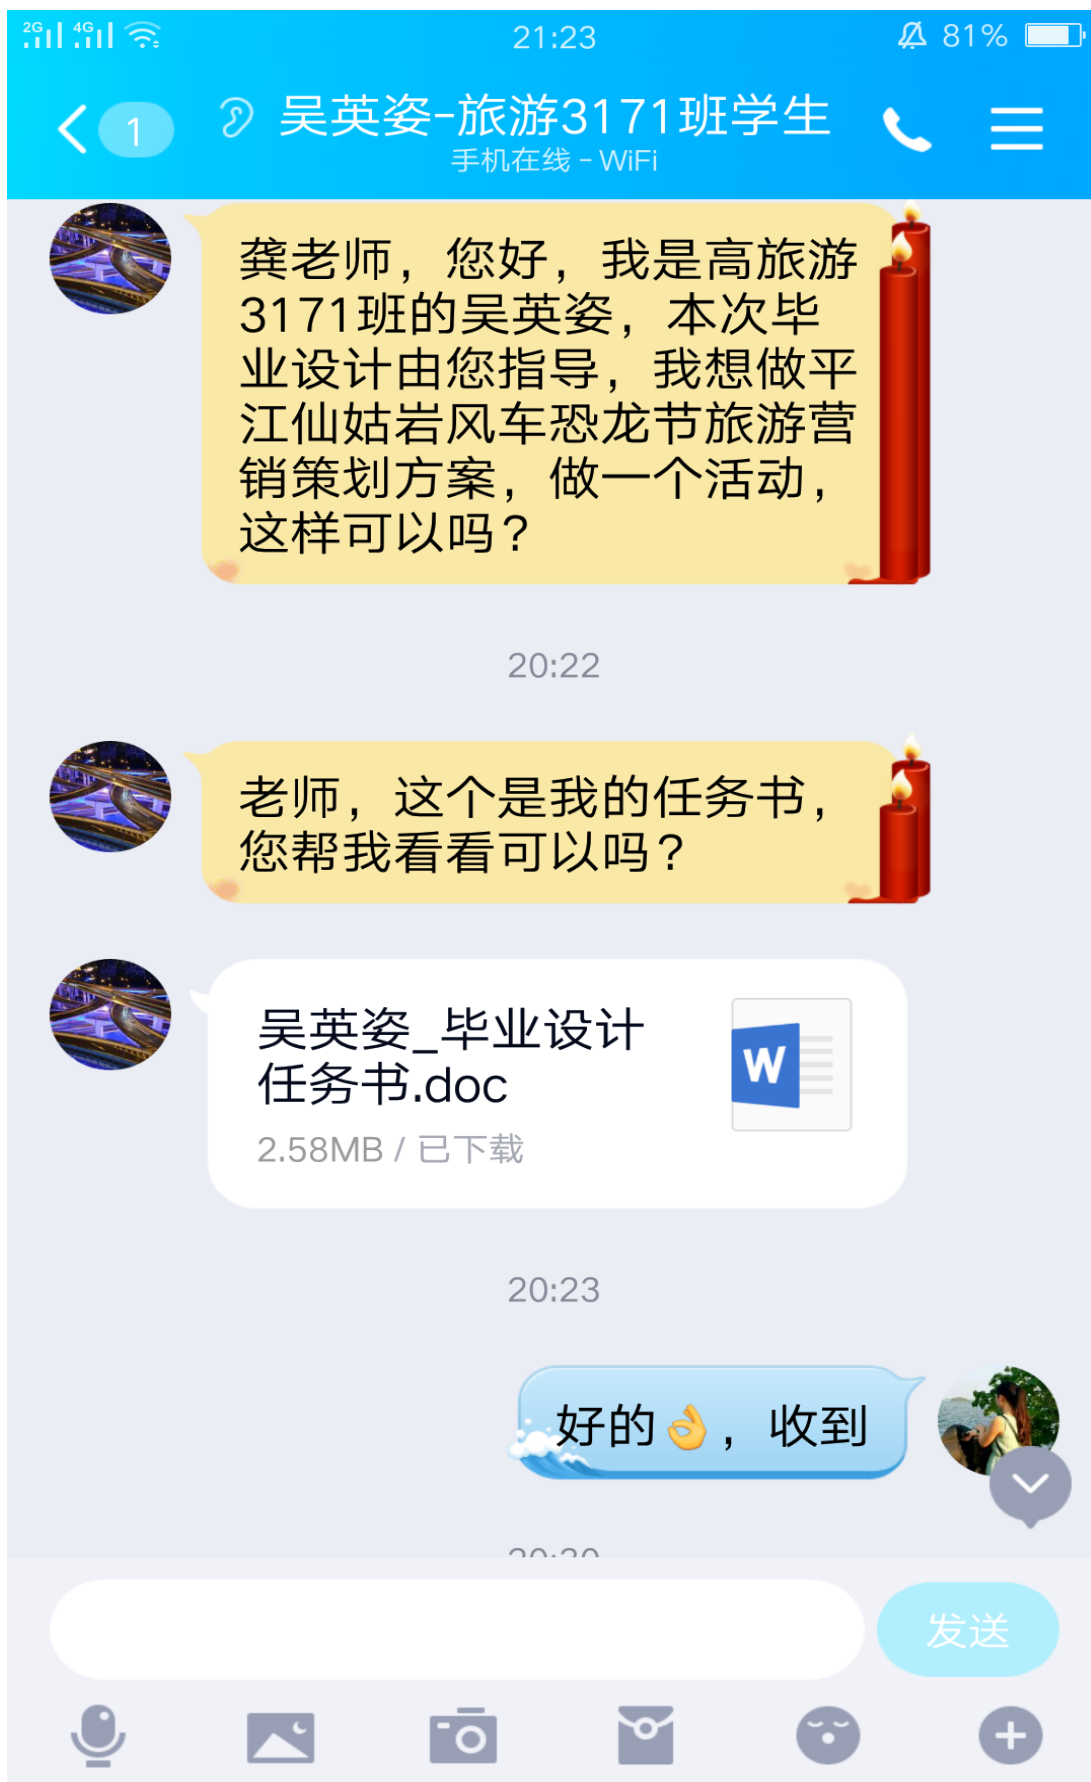 2G 4G 21:23 81%
1 吴英姿-旅游3171班学生
手机在线 - WiFi
龚老师，您好，我是高旅游
3171班的吴英姿，本次毕
业设计由您指导，我想做平
江仙姑岩风车恐龙节旅游营
销策划方案，做一个活动，
这样可以吗？
20:22
老师，这个是我的任务书，
您帮我看看可以吗？
吴英姿_毕业设计
任务书.doc
W
2.58MB / 已下载
20:23
好的👌，收到
发送